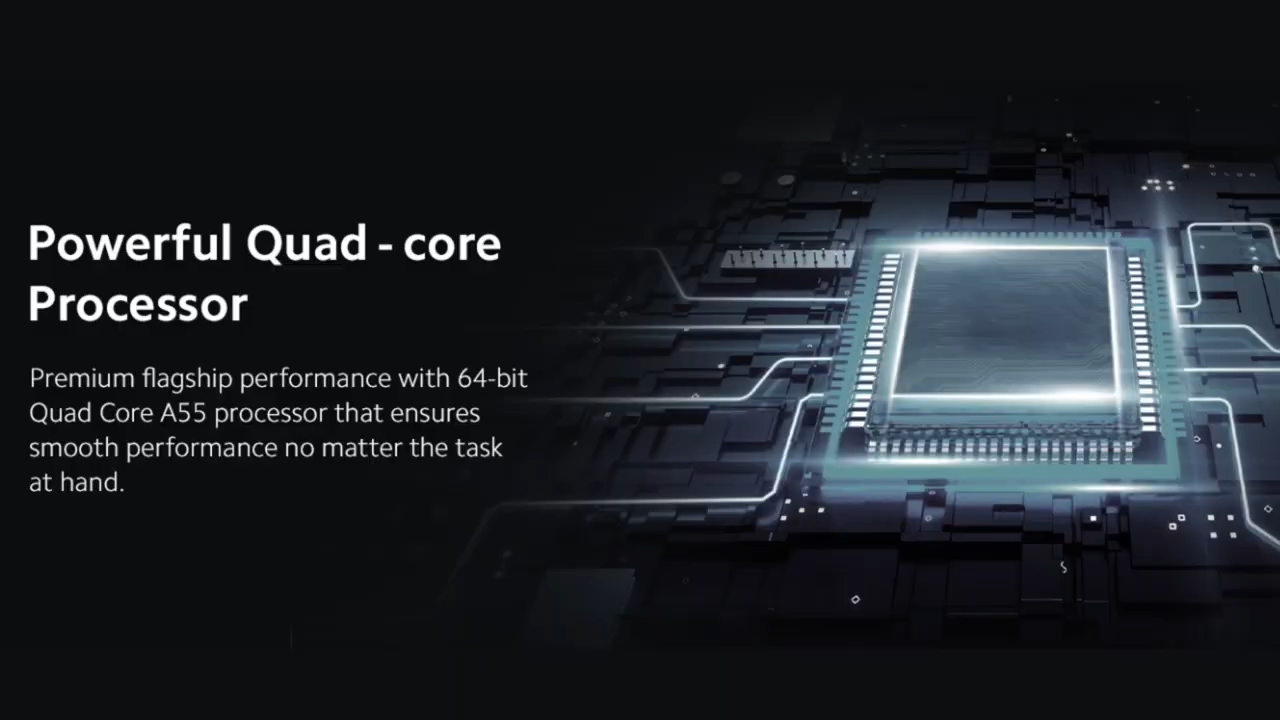 Powerful Quad - core
Processor
Premium flagship performance with 64-bit
Quad Core A55 processor that ensures
smooth performance no matter the task
at hand.